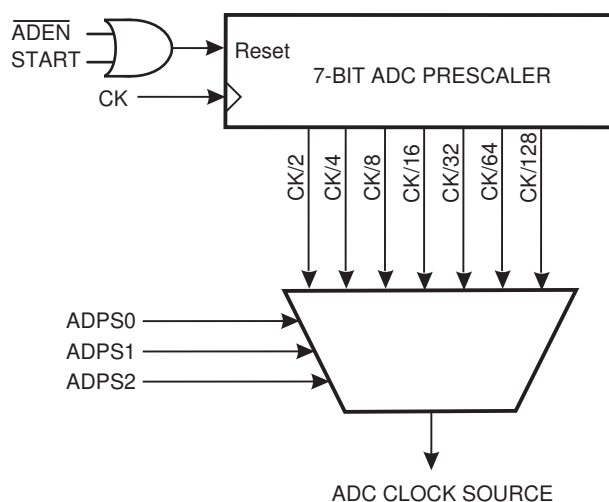 ADEN
START
Reset
7-BIT ADC PRESCALER
CK
CK/2
CK/4
CK/8
CK/16
CK/32
CK/64
CK/128
ADPS0
ADPS1
ADPS2
ADC CLOCK SOURCE